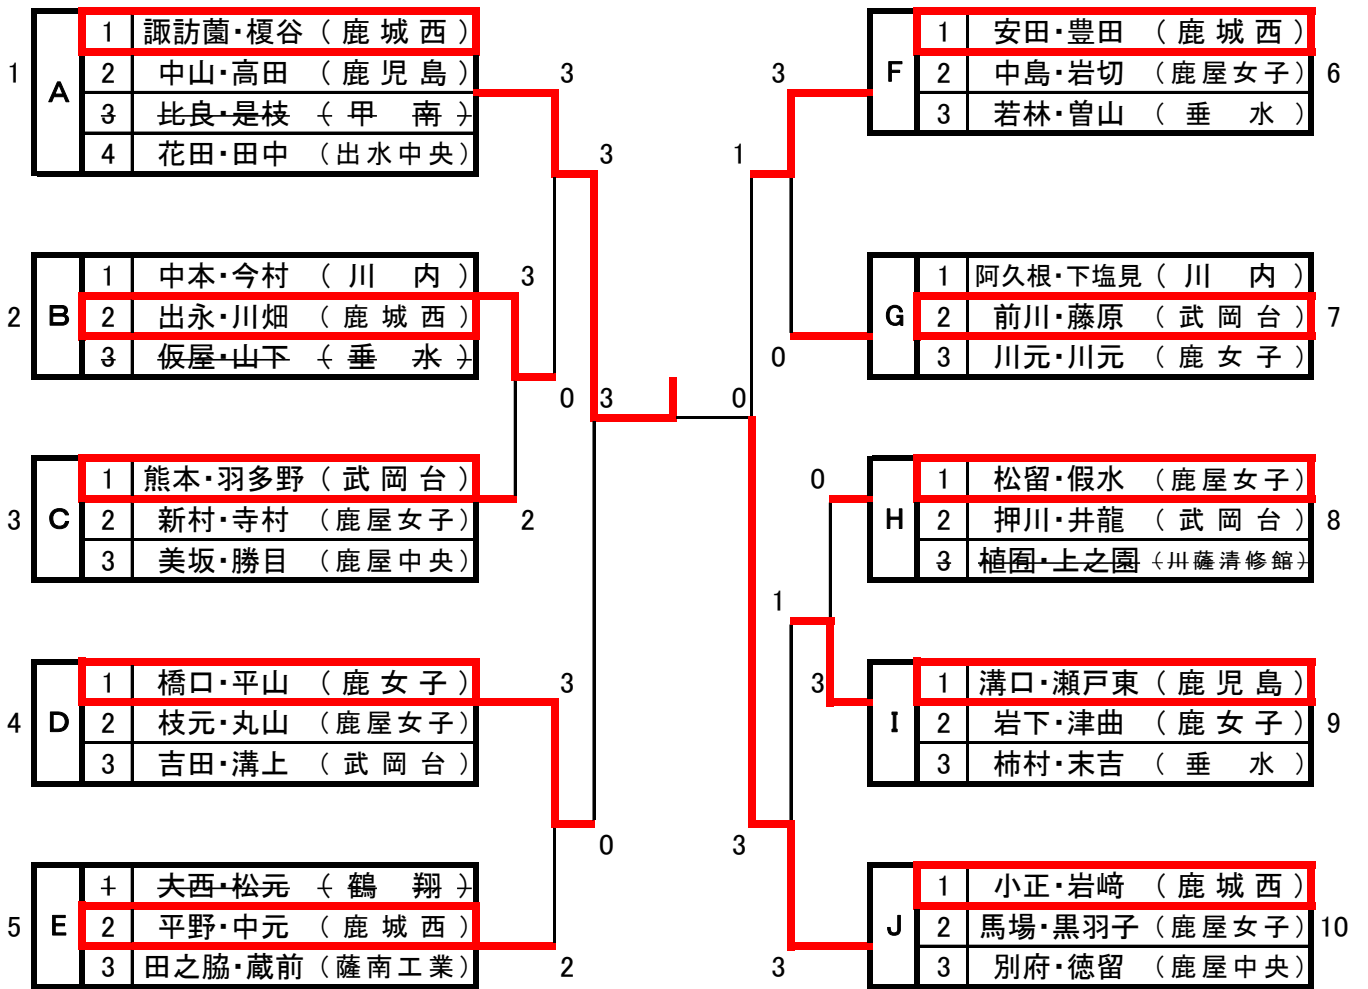 1 諏訪薗・榎谷 ( 鹿 城 西 )
1 A 2 中山・高田 ( 鹿 児 島 ) 3
3 比良・是枝 ( 甲 南 )
4 花田・田中 (出水中央) 3
1 中本・今村 ( 川 内 ) 3
2 B 2 出永・川畑 ( 鹿 城 西 )
3 仮屋・山下 ( 垂 水 )
0 3
1 熊本・羽多野 ( 武 岡 台 )
3 C 2 新村・寺村 (鹿屋女子) 2
3 美坂・勝目 (鹿屋中央)
1 橋口・平山 ( 鹿 女 子 ) 3
4 D 2 枝元・丸山 (鹿屋女子)
3 吉田・溝上 ( 武 岡 台 )
0
1 大西・松元 ( 鶴 翔 )
5 E 2 平野・中元 ( 鹿 城 西 )
3 田之脇・蔵前 (薩南工業) 2
1 安田・豊田 ( 鹿 城 西 )
3 F 2 中島・岩切 (鹿屋女子) 6
3 若林・曽山 ( 垂 水 )
1
1 阿久根・下塩見 ( 川 内 )
G 2 前川・藤原 ( 武 岡 台 ) 7
0 3 川元・川元 ( 鹿 女 子 )
0
0 1 松留・假水 (鹿屋女子)
H 2 押川・井龍 ( 武 岡 台 ) 8
3 植囿・上之園 (川薩清修館)
1
3 1 溝口・瀬戸東 ( 鹿 児 島 )
I 2 岩下・津曲 ( 鹿 女 子 ) 9
3 柿村・末吉 ( 垂 水 )
3
1 小正・岩﨑 ( 鹿 城 西 )
J 2 馬場・黒羽子 (鹿屋女子) 10
3 3 別府・徳留 (鹿屋中央)